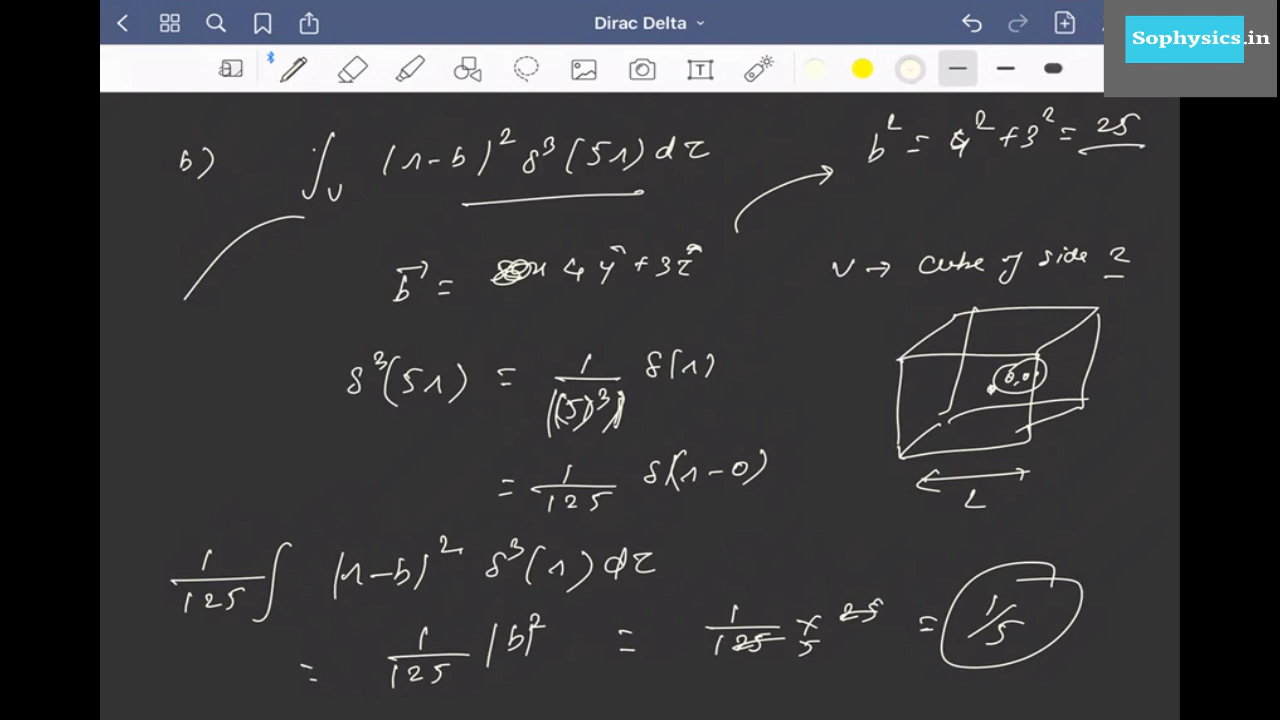 Dirac Delta
Sophysics.in
b) ∫_V (r-b)² δ³(5r) dτ
b² = 4² + 3² = 25
b⃗ = 4ŷ + 3ẑ
V → cube of side 2
δ³(5r) = 1/|(5)³| δ(r)
0,0
= 1/125 δ(r-0)
2
1/125 ∫ |r-b|² δ³(r) dτ
= 1/125 |b|² = 1/125 × 25 = 1/5
5